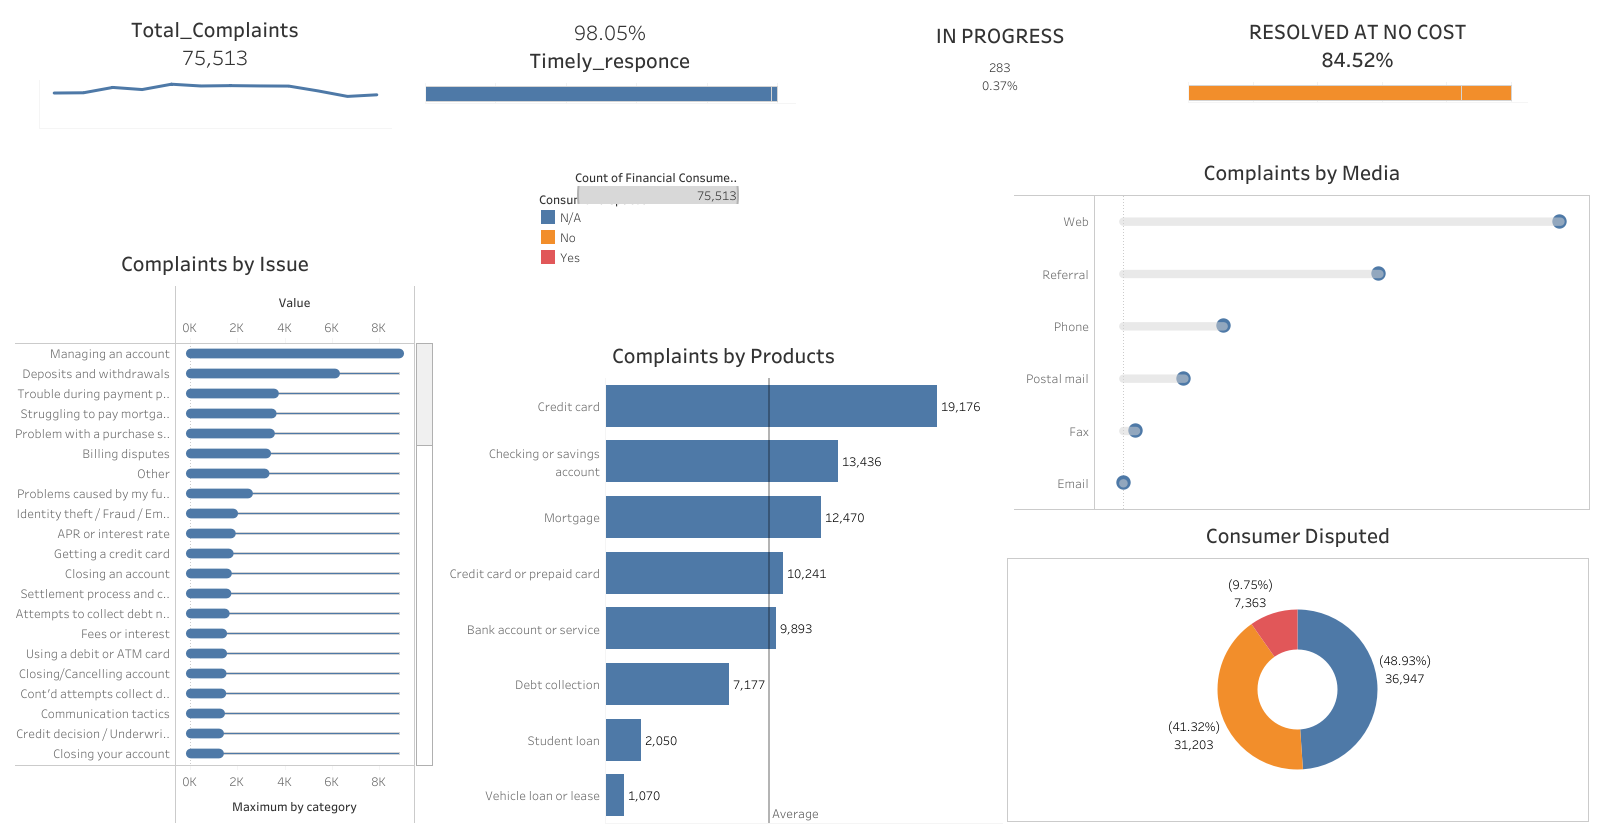 Total_Complaints
75,513
98.05%
Timely_responce
IN PROGRESS
283
0.37%
RESOLVED AT NO COST
84.52%
Count of Financial Consume..
75,513
N/A
No
Yes
Complaints by Media
Web
Referral
Phone
Postal mail
Fax
Email
Complaints by Issue
Value
0K 2K 4K 6K 8K
Managing an account
Deposits and withdrawals
Trouble during payment p..
Struggling to pay mortga..
Problem with a purchase s..
Billing disputes
Other
Problems caused by my fu..
Identity theft / Fraud / Em..
APR or interest rate
Getting a credit card
Closing an account
Settlement process and c..
Attempts to collect debt n..
Fees or interest
Using a debit or ATM card
Closing/Cancelling account
Cont'd attempts collect d..
Communication tactics
Credit decision / Underwri..
Closing your account
0K 2K 4K 6K 8K
Maximum by category
Complaints by Products
Credit card 19,176
Checking or savings
account 13,436
Mortgage 12,470
Credit card or prepaid card 10,241
Bank account or service 9,893
Debt collection 7,177
Student loan 2,050
Vehicle loan or lease 1,070
Average
Consumer Disputed
(9.75%)
7,363
(48.93%)
36,947
(41.32%)
31,203